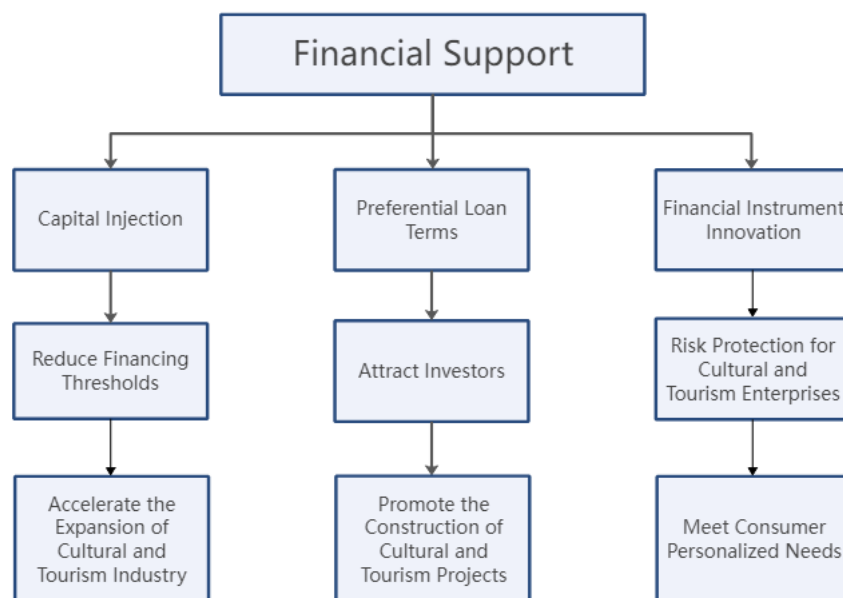 Financial Support
Capital Injection
Preferential Loan
Terms
Financial Instrument
Innovation
Reduce Financing
Thresholds
Attract Investors
Risk Protection for
Cultural and
Tourism Enterprises
Accelerate the
Expansion of
Cultural and
Tourism Industry
Promote the
Construction of
Cultural and
Tourism Projects
Meet Consumer
Personalized Needs